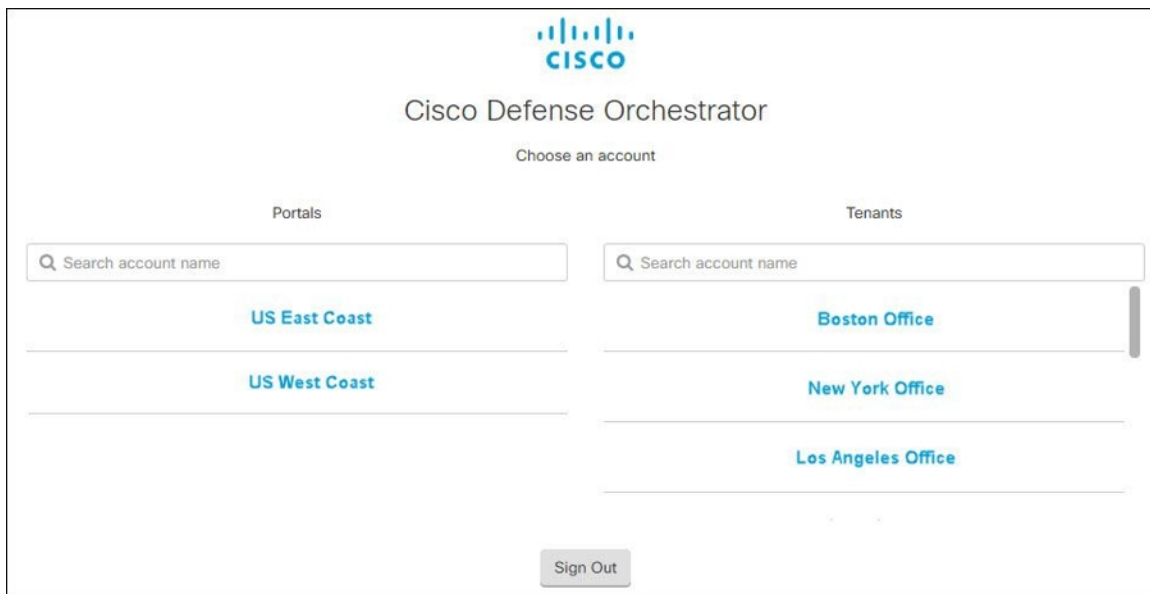 CISCO
Cisco Defense Orchestrator
Choose an account
Portals
Tenants
Search account name
Search account name
US East Coast
Boston Office
US West Coast
New York Office
Los Angeles Office
Sign Out